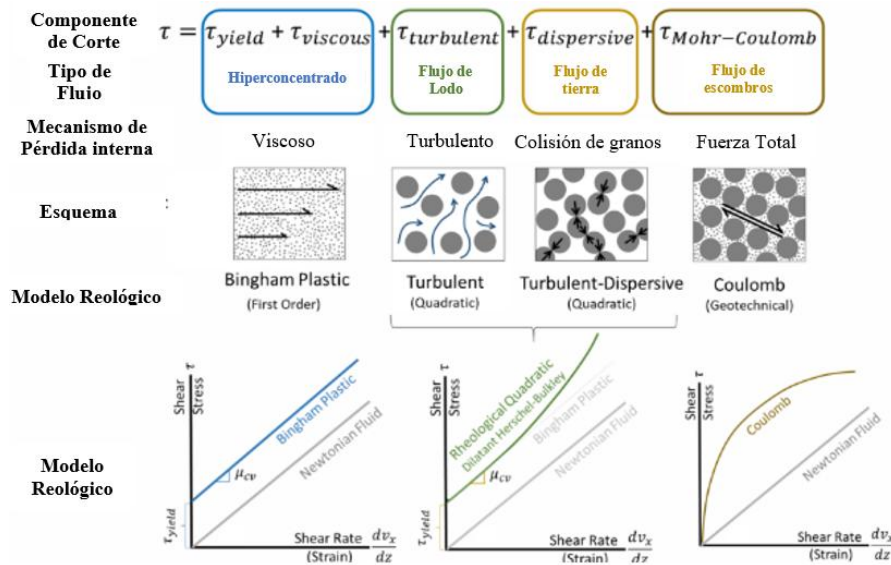 Componente
de Corte
τ = τyield + τviscous + τturbulent + τdispersive + τMohr−Coulomb
Tipo de
Fluio
Hiperconcentrado
Flujo de
Lodo
Flujo de
tierra
Flujo de
escombros
Mecanismo de
Pérdida interna
Viscoso
Turbulento
Colisión de granos
Fuerza Total
Esquema
:
Modelo Reológico
Bingham Plastic
(First Order)
Turbulent
(Quadratic)
Turbulent-Dispersive
(Quadratic)
Coulomb
(Geotechnical)
Modelo
Reológico
Shear τ
Stress
Bingham Plastic
Newtonian Fluid
μcv
τyield
Shear Rate dvx/dz
(Strain)
Shear τ
Stress
Rheological Quadratic
Dilatant Herschel-Bulkley
Bingham Plastic
Newtonian Fluid
μcv
τyield
Shear Rate dvx/dz
(Strain)
Shear τ
Stress
Coulomb
Newtonian Fluid
Shear Rate dvx/dz
(Strain)